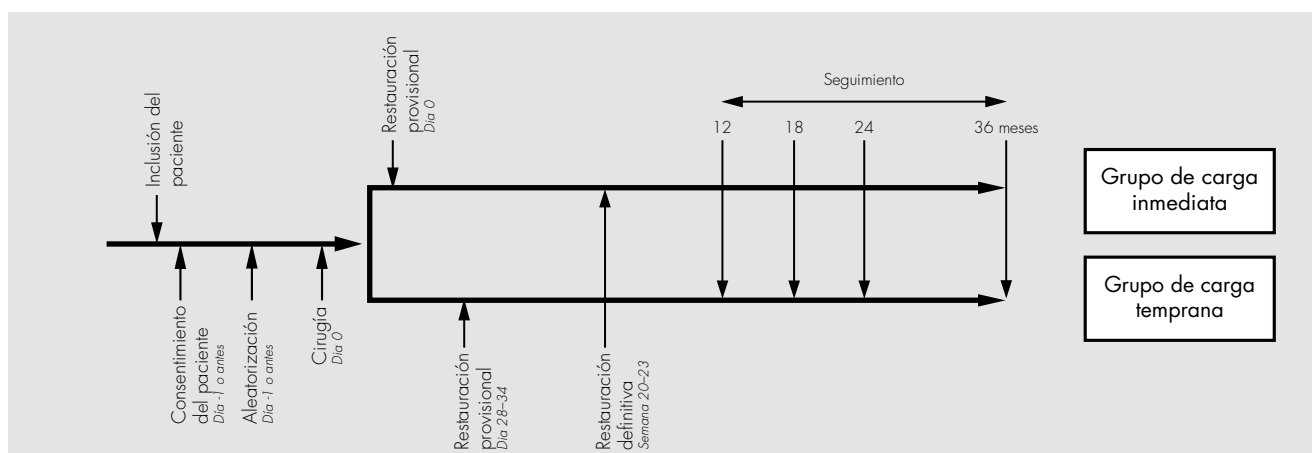 Inclusión del
paciente
Consentimiento
del paciente
Día -1 o antes
Aleatorización
Día -1 o antes
Cirugía
Día 0
Restauración
provisional
Día 0
Restauración
provisional
Día 28–34
Restauración
definitiva
Semana 20–23
Seguimiento
12
18
24
36 meses
Grupo de carga
inmediata
Grupo de carga
temprana